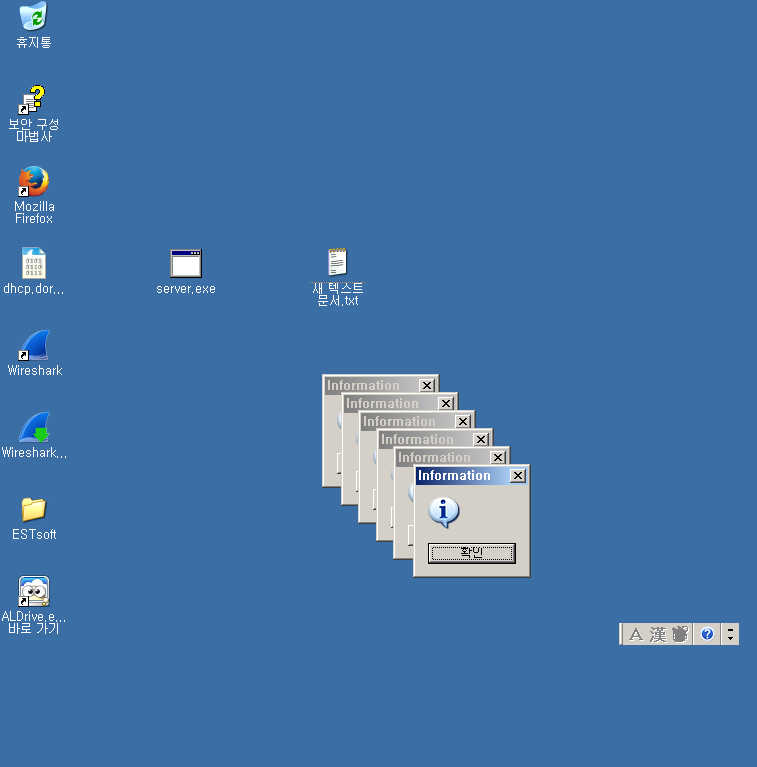 휴지통
보안 구성
마법사
Mozilla
Firefox
dhcp.dor...
server.exe
새 텍스트
문서.txt
Wireshark
Wireshark...
ESTsoft
ALDrive.e...
바로 가기
Information
Information
Information
Information
Information
Information
확인
A 漢